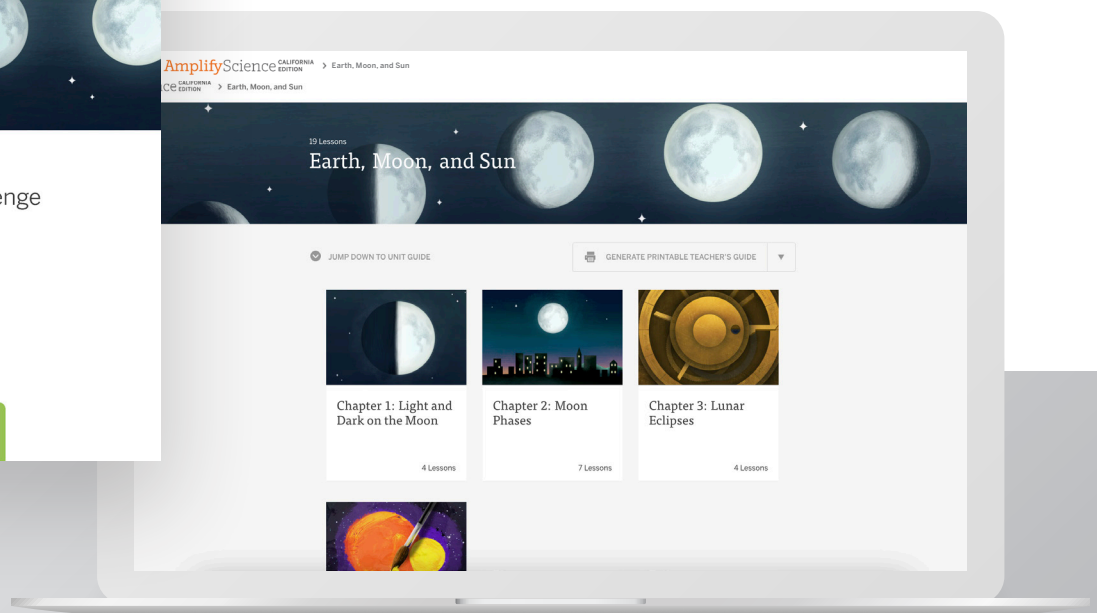 AmplifyScience CALIFORNIA EDITION > Earth, Moon, and Sun
CALIFORNIA EDITION > Earth, Moon, and Sun
19 Lessons
Earth, Moon, and Sun
JUMP DOWN TO UNIT GUIDE
GENERATE PRINTABLE TEACHER'S GUIDE
Chapter 1: Light and
Dark on the Moon
4 Lessons
Chapter 2: Moon
Phases
7 Lessons
Chapter 3: Lunar
Eclipses
4 Lessons